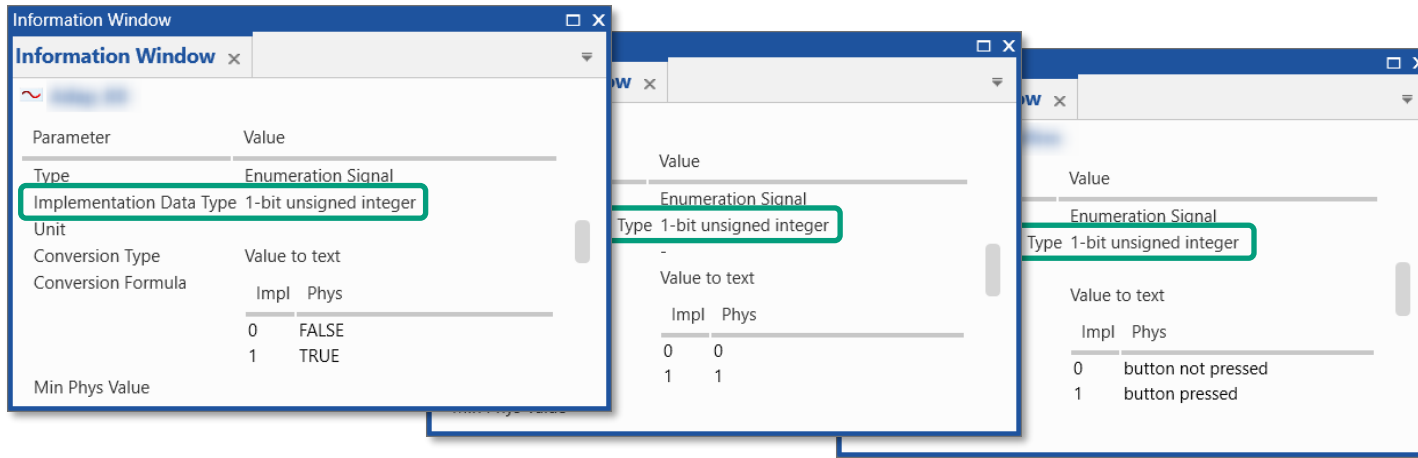 Information Window
Information Window
Parameter Value
Type Enumeration Signal
Implementation Data Type 1-bit unsigned integer
Unit
Conversion Type Value to text
Conversion Formula
Impl Phys
0 FALSE
1 TRUE
Min Phys Value
Value
Enumeration Signal
Type 1-bit unsigned integer
-
Value to text
Impl Phys
0 0
1 1
Value
Enumeration Signal
Type 1-bit unsigned integer
Value to text
Impl Phys
0 button not pressed
1 button pressed